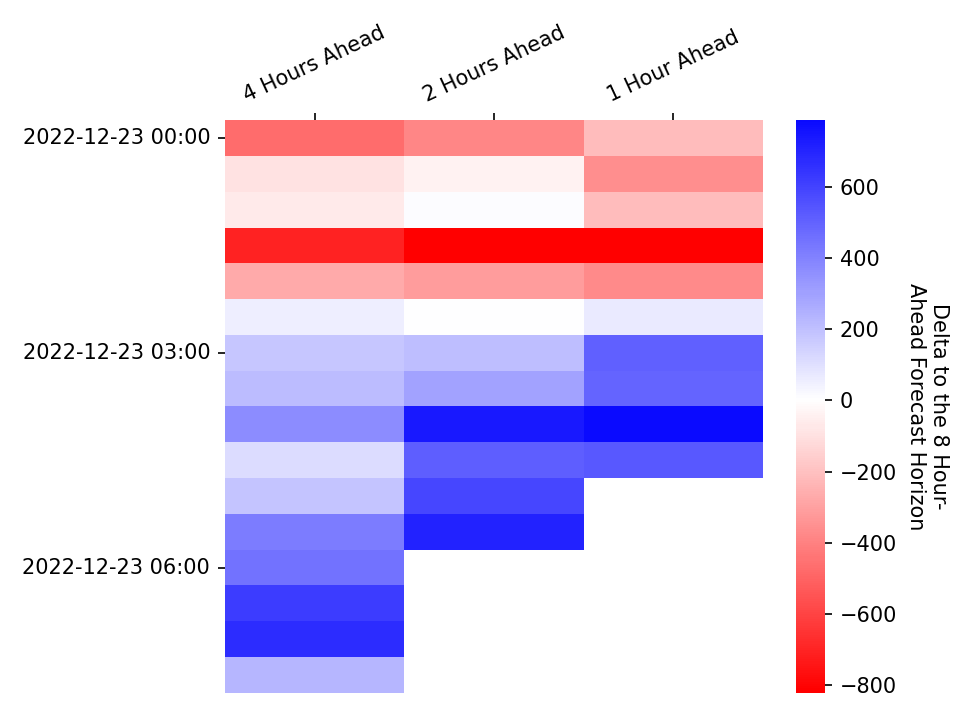 4 Hours Ahead
2 Hours Ahead
1 Hour Ahead
2022-12-23 00:00
2022-12-23 03:00
2022-12-23 06:00
600
400
200
0
−200
−400
−600
−800
Delta to the 8 Hour-
Ahead Forecast Horizon